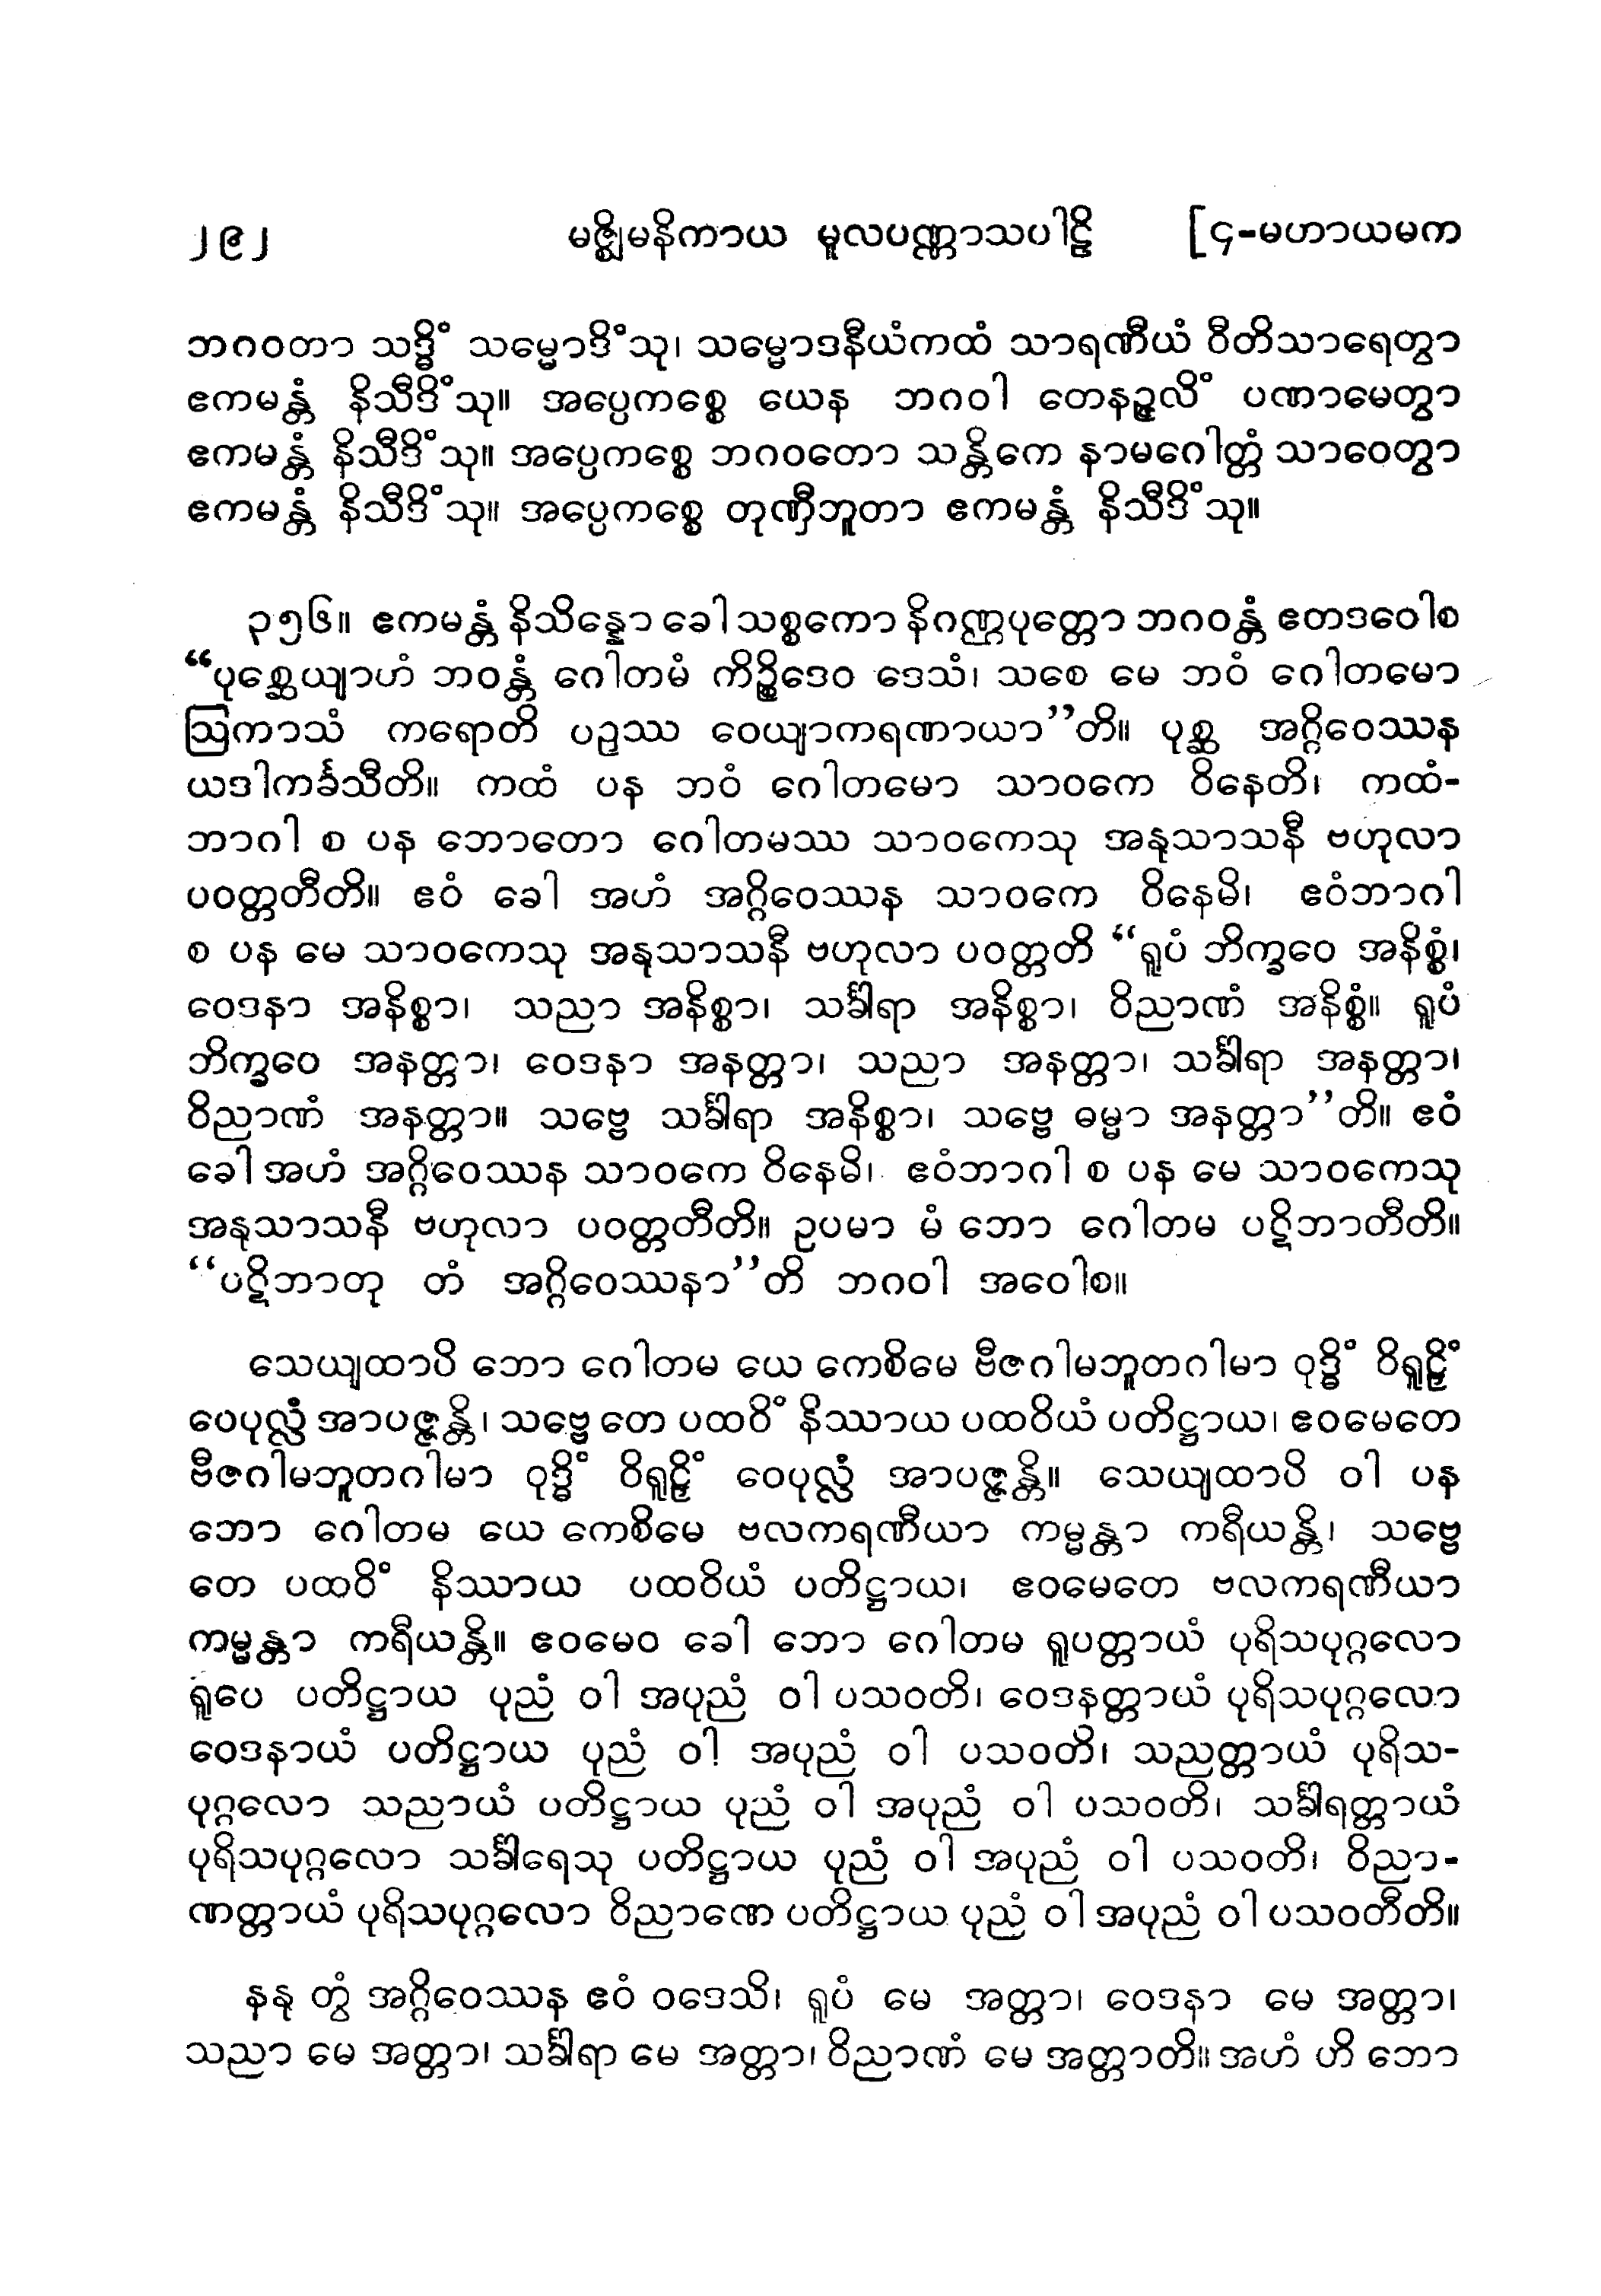 ၂၉၂ မဇ္ဈိမနိကာယ မူလပဏ္ဏာသပါဠိ [၄-မဟာယမက
ဘဂဝတာ သဒ္ဓိံ သမ္မောဒိံသု၊ သမ္မောဒနီယံကထံ သာရဏီယံ ဝီတိသာရေတွာ
ဧကမန္တံ နိသီဒိံသု။ အပ္ပေကစ္စေ ယေန ဘဂဝါ တေနဉ္ဇလိံ ပဏာမေတွာ
ဧကမန္တံ နိသီဒိံသု။ အပ္ပေကစ္စေ ဘဂဝတော သန္တိကေ နာမဂေါတ္တံ သာဝေတွာ
ဧကမန္တံ နိသီဒိံသု။ အပ္ပေကစ္စေ တုဏှီဘူတာ ဧကမန္တံ နိသီဒိံသု။
၃၅၆။ ဧကမန္တံ နိသိန္နော ခေါ သစ္စကော နိဂဏ္ဌပုတ္တော ဘဂဝန္တံ ဧတဒဝေါစ
“ပုစ္ဆေယျာဟံ ဘဝန္တံ ဂေါတမံ ကိဉ္စိဒေဝ ဒေသံ၊ သစေ မေ ဘဝံ ဂေါတမော
ဩကာသံ ကရောတိ ပဉှဿ ဝေယျာကရဏာယာ”တိ။ ပုစ္ဆ အဂ္ဂိဝေဿန
ယဒါကင်္ခသီတိ။ ကထံ ပန ဘဝံ ဂေါတမော သာဝကေ ဝိနေတိ၊ ကထံ-
ဘာဂါ စ ပန ဘောတော ဂေါတမဿ သာဝကေသု အနုသာသနီ ဗဟုလာ
ပဝတ္တတီတိ။ ဧဝံ ခေါ အဟံ အဂ္ဂိဝေဿန သာဝကေ ဝိနေမိ၊ ဧဝံဘာဂါ
စ ပန မေ သာဝကေသု အနုသာသနီ ဗဟုလာ ပဝတ္တတိ “ရူပံ ဘိက္ခဝေ အနိစ္စံ၊
ဝေဒနာ အနိစ္စာ၊ သညာ အနိစ္စာ၊ သင်္ခါရာ အနိစ္စာ၊ ဝိညာဏံ အနိစ္စံ။ ရူပံ
ဘိက္ခဝေ အနတ္တာ၊ ဝေဒနာ အနတ္တာ၊ သညာ အနတ္တာ၊ သင်္ခါရာ အနတ္တာ၊
ဝိညာဏံ အနတ္တာ။ သဗ္ဗေ သင်္ခါရာ အနိစ္စာ၊ သဗ္ဗေ ဓမ္မာ အနတ္တာ”တိ။ ဧဝံ
ခေါ အဟံ အဂ္ဂိဝေဿန သာဝကေ ဝိနေမိ၊ ဧဝံဘာဂါ စ ပန မေ သာဝကေသု
အနုသာသနီ ဗဟုလာ ပဝတ္တတီတိ။ ဥပမာ မံ ဘော ဂေါတမ ပဋိဘာတီတိ။
“ပဋိဘာတု တံ အဂ္ဂိဝေဿနာ”တိ ဘဂဝါ အဝေါစ။
သေယျထာပိ ဘော ဂေါတမ ယေ ကေစိမေ ဗီဇဂါမဘူတဂါမာ ဝုဒ္ဓိံ ဝိရူဠှိံ
ဝေပုလ္လံ အာပဇ္ဇန္တိ၊ သဗ္ဗေ တေ ပထဝိံ နိဿာယ ပထဝိယံ ပတိဋ္ဌာယ၊ ဧဝမေတေ
ဗီဇဂါမဘူတဂါမာ ဝုဒ္ဓိံ ဝိရူဠှိံ ဝေပုလ္လံ အာပဇ္ဇန္တိ။ သေယျထာပိ ဝါ ပန
ဘော ဂေါတမ ယေ ကေစိမေ ဗလကရဏီယာ ကမ္မန္တာ ကရီယန္တိ၊ သဗ္ဗေ
တေ ပထဝိံ နိဿာယ ပထဝိယံ ပတိဋ္ဌာယ၊ ဧဝမေတေ ဗလကရဏီယာ
ကမ္မန္တာ ကရီယန္တိ။ ဧဝမေဝ ခေါ ဘော ဂေါတမ ရူပတ္တာယံ ပုရိသပုဂ္ဂလော
ရူပေ ပတိဋ္ဌာယ ပုညံ ဝါ အပုညံ ဝါ ပသဝတိ၊ ဝေဒနတ္တာယံ ပုရိသပုဂ္ဂလော
ဝေဒနာယံ ပတိဋ္ဌာယ ပုညံ ဝါ အပုညံ ဝါ ပသဝတိ၊ သညတ္တာယံ ပုရိသ-
ပုဂ္ဂလော သညာယံ ပတိဋ္ဌာယ ပုညံ ဝါ အပုညံ ဝါ ပသဝတိ၊ သင်္ခါရတ္တာယံ
ပုရိသပုဂ္ဂလော သင်္ခါရေသု ပတိဋ္ဌာယ ပုညံ ဝါ အပုညံ ဝါ ပသဝတိ၊ ဝိညာ-
ဏတ္တာယံ ပုရိသပုဂ္ဂလော ဝိညာဏေ ပတိဋ္ဌာယ ပုညံ ဝါ အပုညံ ဝါ ပသဝတီတိ။
နနု တွံ အဂ္ဂိဝေဿန ဧဝံ ဝဒေသိ၊ ရူပံ မေ အတ္တာ၊ ဝေဒနာ မေ အတ္တာ၊
သညာ မေ အတ္တာ၊ သင်္ခါရာ မေ အတ္တာ၊ ဝိညာဏံ မေ အတ္တာတိ။ အဟံ ဟိ ဘော